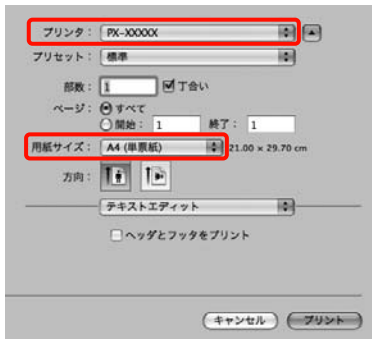 プリンタ： PX-XXXXX
プリセット： 標準
部数： 1 丁合い
ページ： すべて
開始： 1 終了： 1
用紙サイズ： A4 (単票紙) 21.00 × 29.70 cm
方向：
テキストエディット
ヘッダとフッタをプリント
キャンセル プリント